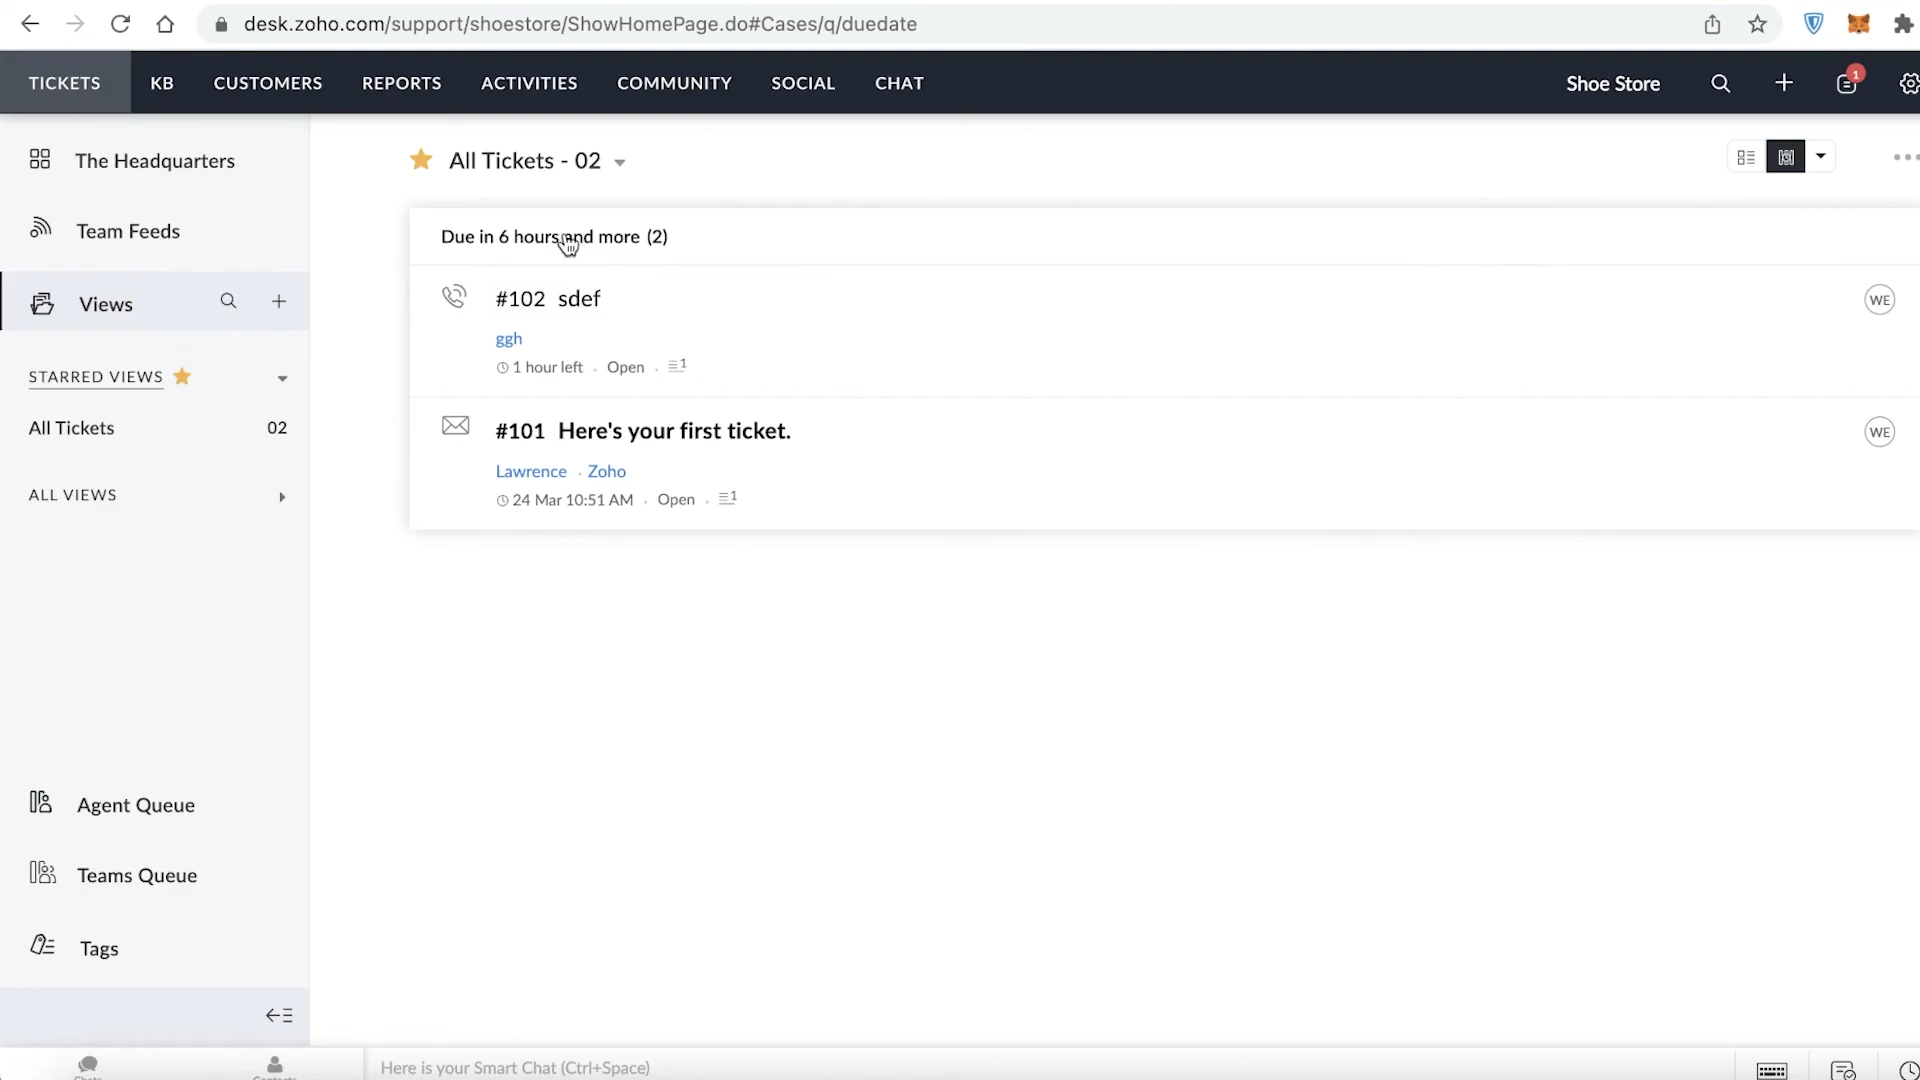 desk.zoho.com/support/shoestore/ShowHomePage.do#Cases/q/duedate
TICKETS KB CUSTOMERS REPORTS ACTIVITIES COMMUNITY SOCIAL CHAT Shoe Store 1
The Headquarters
Team Feeds
Views
STARRED VIEWS
All Tickets 02
ALL VIEWS
Agent Queue
Teams Queue
Tags
All Tickets - 02
Due in 6 hours and more (2)
#102 sdef WE
ggh
1 hour left . Open . 1
#101 Here's your first ticket. WE
Lawrence . Zoho
24 Mar 10:51 AM . Open . 1
Here is your Smart Chat (Ctrl+Space)